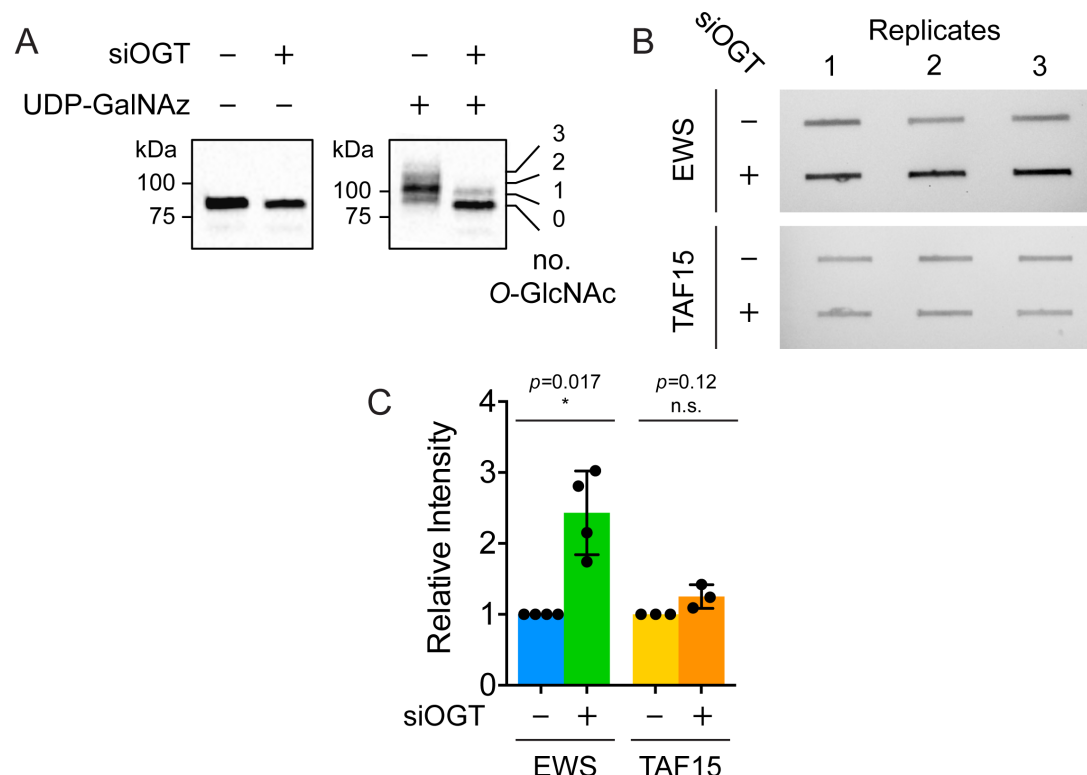 A
siOGT – + – +
UDP-GalNAz – – + +
kDa
100
75
kDa
100
75
3
2
1
0
no.
O-GlcNAc
B
siOGT
Replicates
1 2 3
EWS
–
+
TAF15
–
+
C
p=0.017
*
p=0.12
n.s.
Relative Intensity
4
3
2
1
0
siOGT – + – +
EWS TAF15